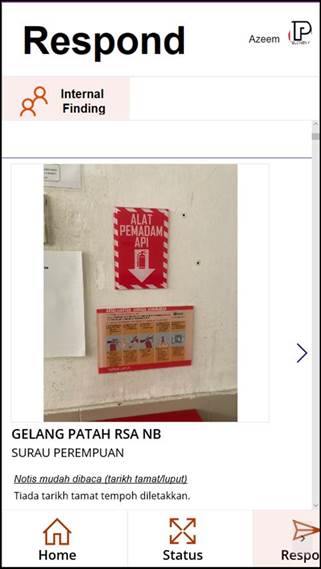 Respond
Azeem
Internal
Finding
ALAT
PEMADAM
API
GELANG PATAH RSA NB
SURAU PEREMPUAN
Notis mudah dibaca (tarikh tamat/luput)
Tiada tarikh tamat tempoh diletakkan.
Home
Status
Respo